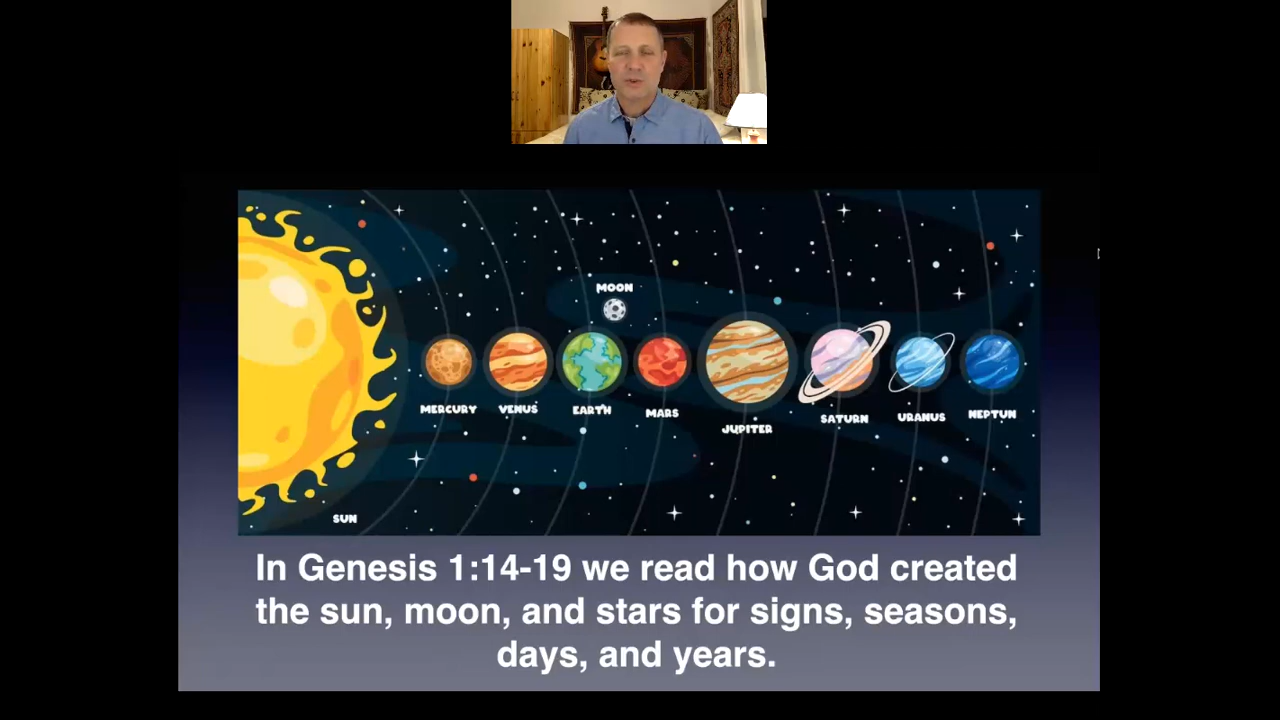 MOON
MERCURY
VENUS
EARTH
MARS
JUPITER
SATURN
URANUS
NEPTUN
SUN
In Genesis 1:14-19 we read how God created
the sun, moon, and stars for signs, seasons,
days, and years.